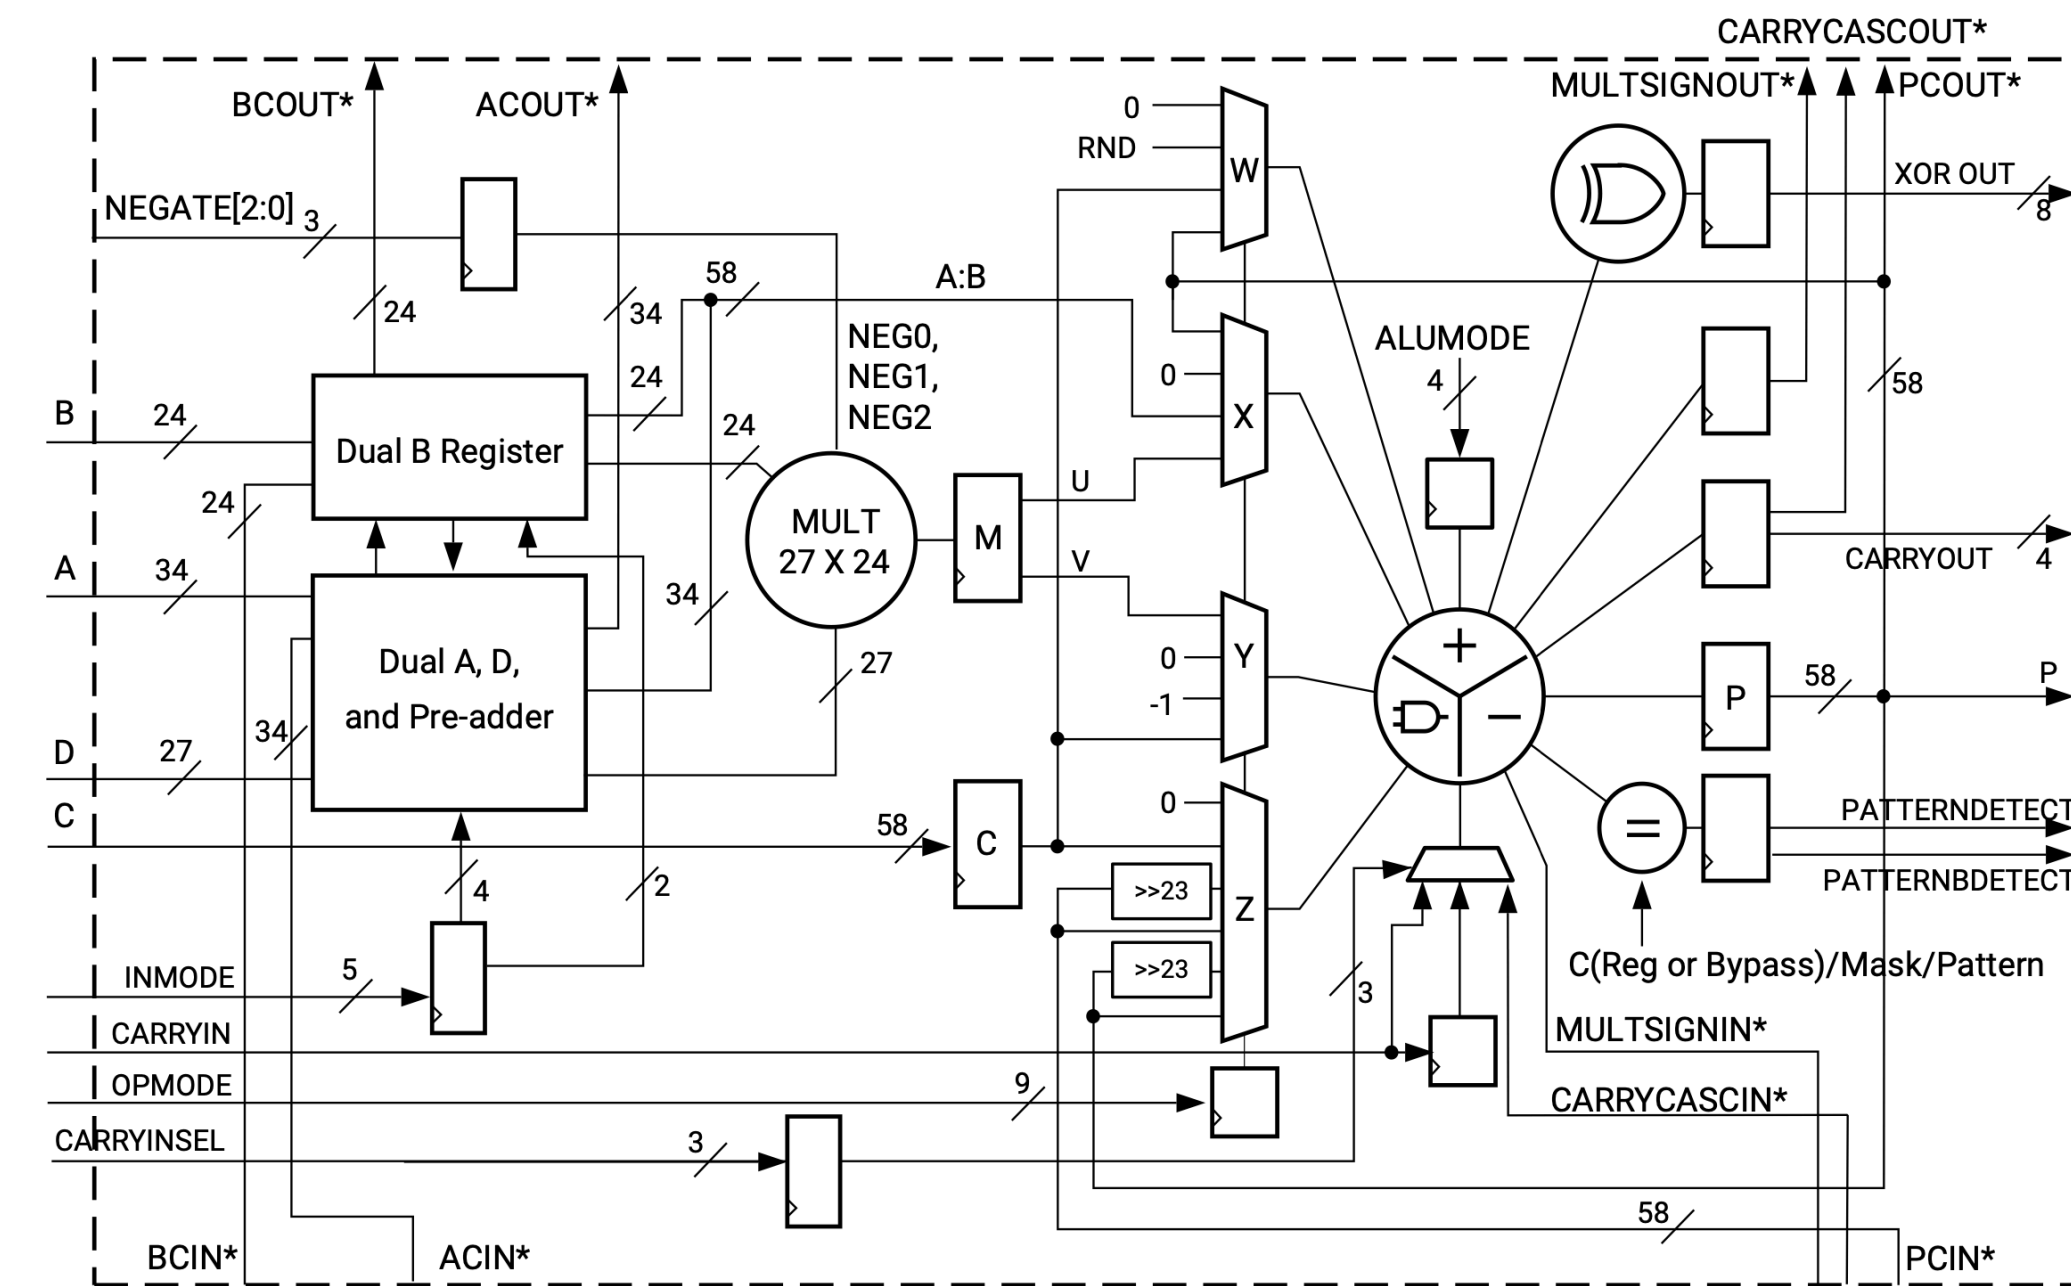 CARRYCASCOUT*
BCOUT*
ACOUT*
MULTSIGNOUT*
PCOUT*
0
RND
W
XOR OUT
8
NEGATE[2:0]
3
24
34
58
A:B
NEG0,
NEG1,
NEG2
ALUMODE
4
58
24
24
0
X
B
24
Dual B Register
U
24
MULT
27 X 24
M
V
CARRYOUT
4
A
34
34
Dual A, D,
and Pre-adder
27
Y
0
-1
P
58
P
34
D
27
C
58
C
0
=
PATTERNDETECT
PATTERNBDETECT
4
2
>>23
Z
>>23
3
C(Reg or Bypass)/Mask/Pattern
INMODE
5
CARRYIN
MULTSIGNIN*
OPMODE
9
CARRYCASCIN*
CARRYINSEL
3
58
BCIN*
ACIN*
PCIN*